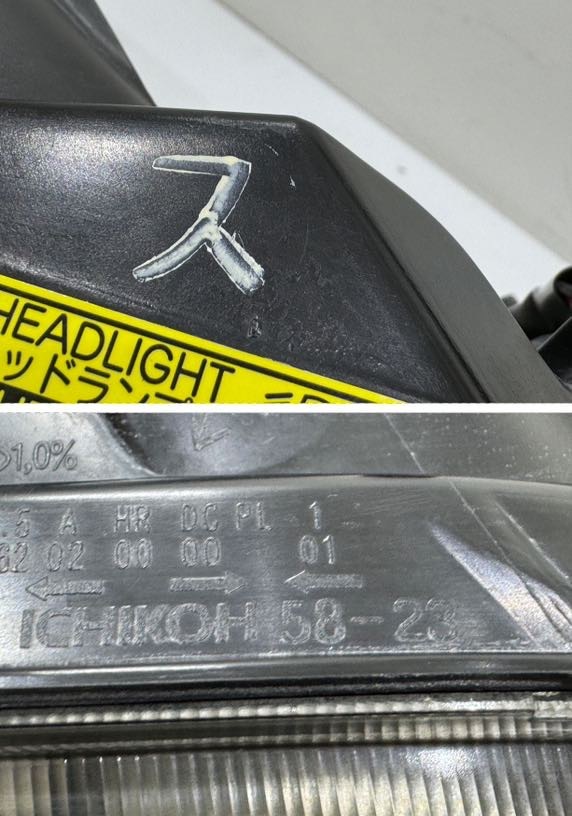 ス
HEADLIGHT
ッドランプ
1,0%
.5 A HR DC PL 1
62 02 00 00 01
ICHIKOH 58-23